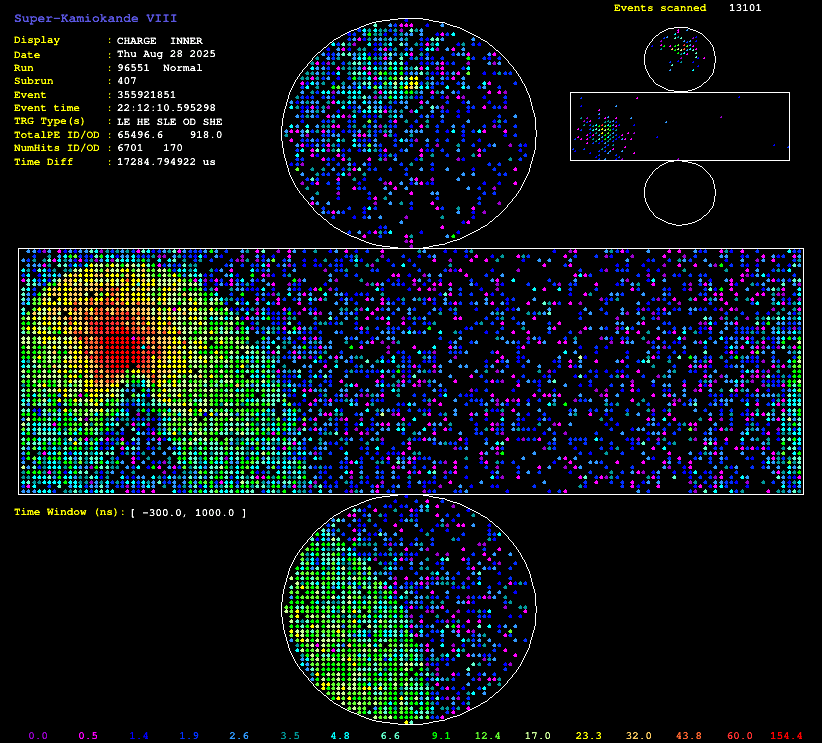 Super-Kamiokande VIII
Events scanned 13101
Display : CHARGE INNER
Date : Thu Aug 28 2025
Run : 96551 Normal
Subrun : 407
Event : 355921851
Event time : 22:12:10.595298
TRG Type(s) : LE HE SLE OD SHE
TotalPE ID/OD : 65496.6 918.0
NumHits ID/OD : 6701 170
Time Diff : 17284.794922 us
Time Window (ns): [ -300.0, 1000.0 ]
0.0 0.5 1.4 1.9 2.6 3.5 4.8 6.6 9.1 12.4 17.0 23.3 32.0 43.8 60.0 154.4